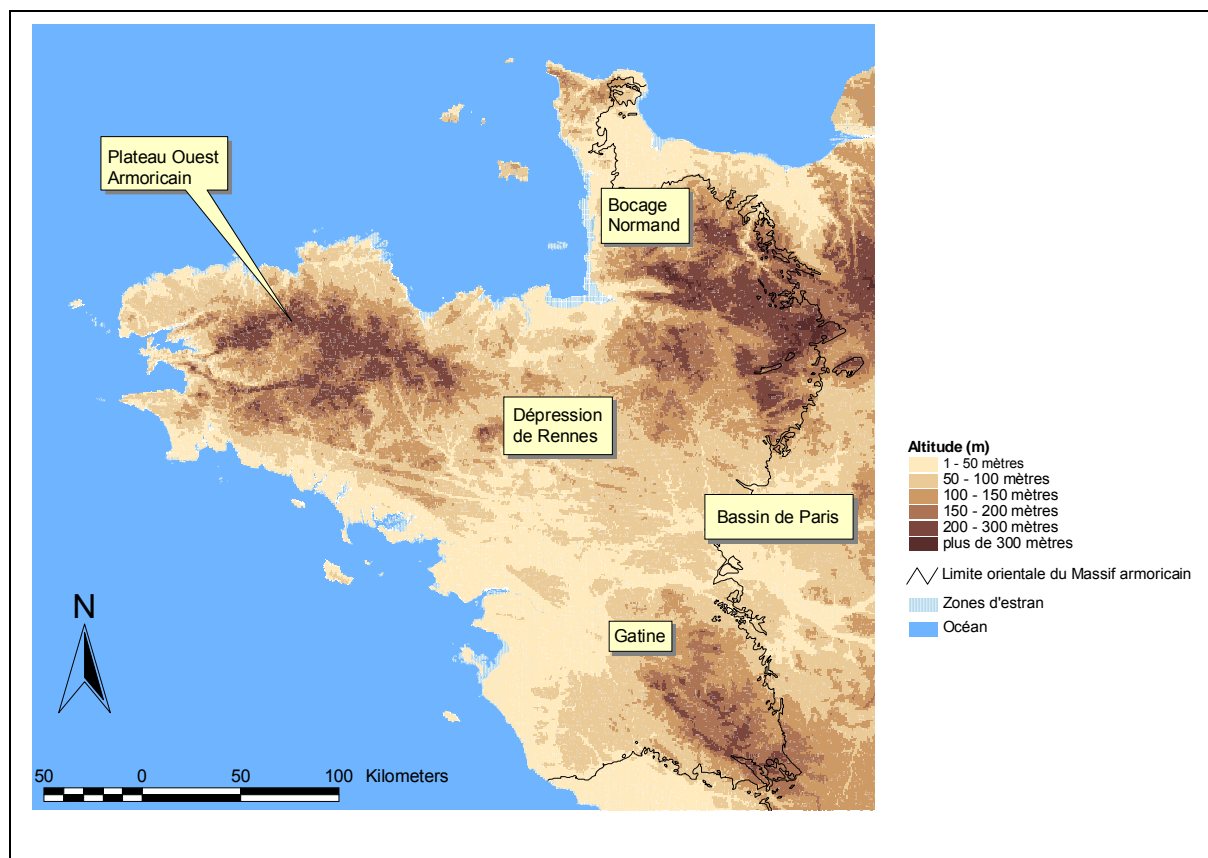 Plateau Ouest
Armoricain
Bocage
Normand
Dépression
de Rennes
Bassin de Paris
Gatine
N
50 0 50 100 Kilometers
Altitude (m)
1 - 50 mètres
50 - 100 mètres
100 - 150 mètres
150 - 200 mètres
200 - 300 mètres
plus de 300 mètres
Limite orientale du Massif armoricain
Zones d'estran
Océan